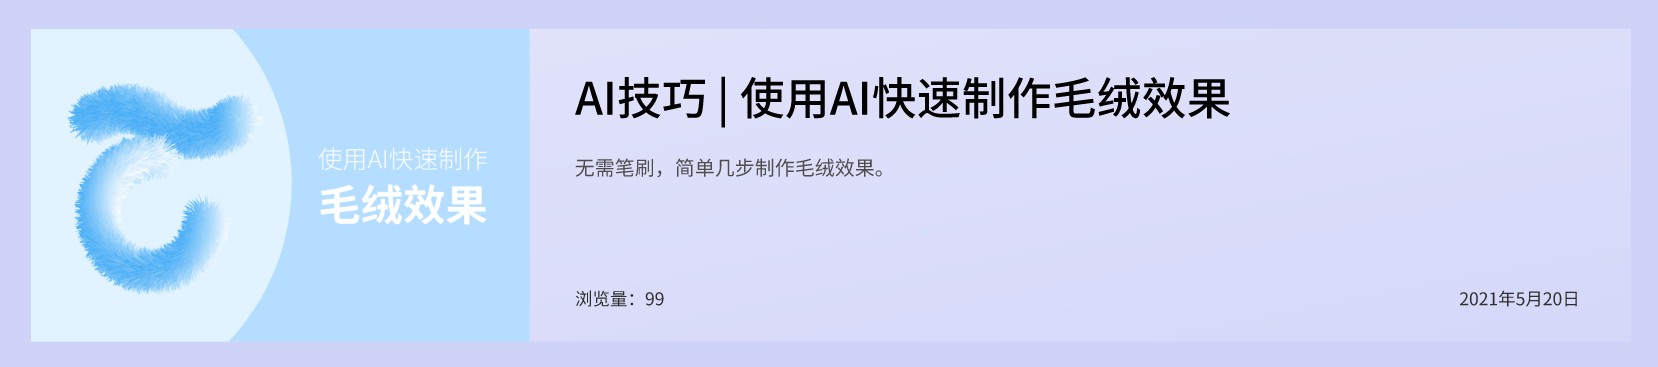 使用AI快速制作
毛绒效果
AI技巧 | 使用AI快速制作毛绒效果
无需笔刷，简单几步制作毛绒效果。
浏览量：99
2021年5月20日